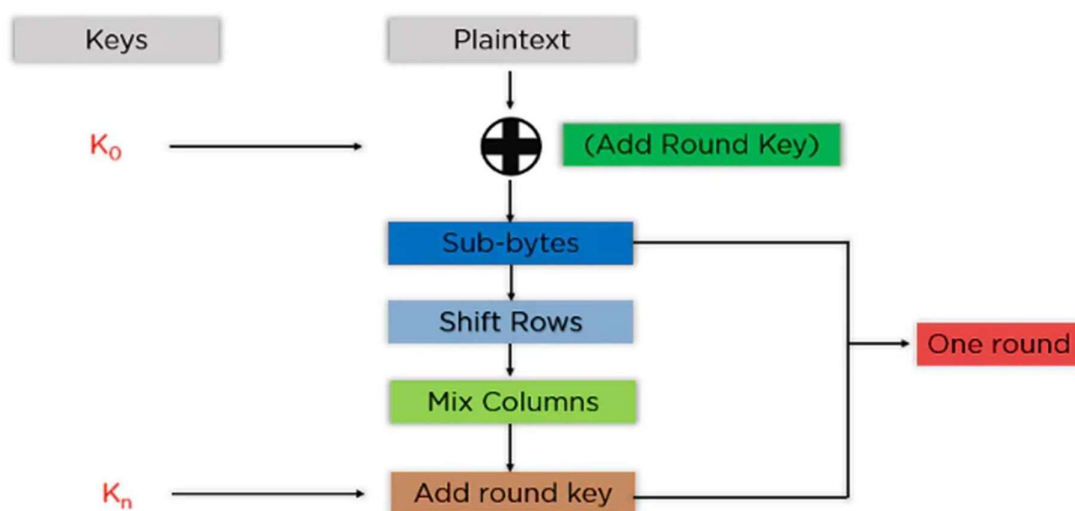 Keys
Plaintext
K₀
(Add Round Key)
Sub-bytes
Shift Rows
One round
Mix Columns
Kₙ
Add round key